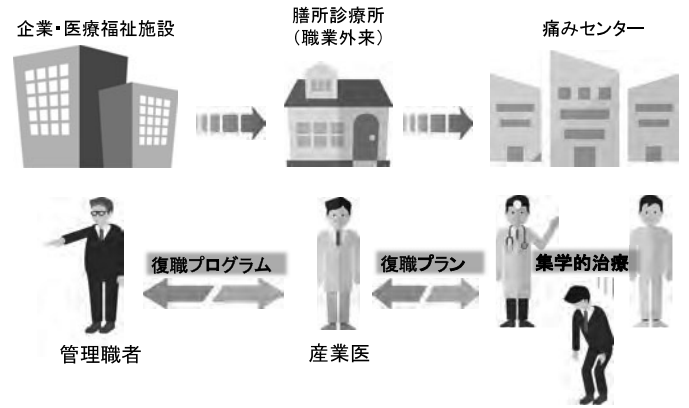 企業・医療福祉施設
膳所診療所
（職業外来）
痛みセンター
復職プログラム
復職プラン
集学的治療
管理職者
産業医